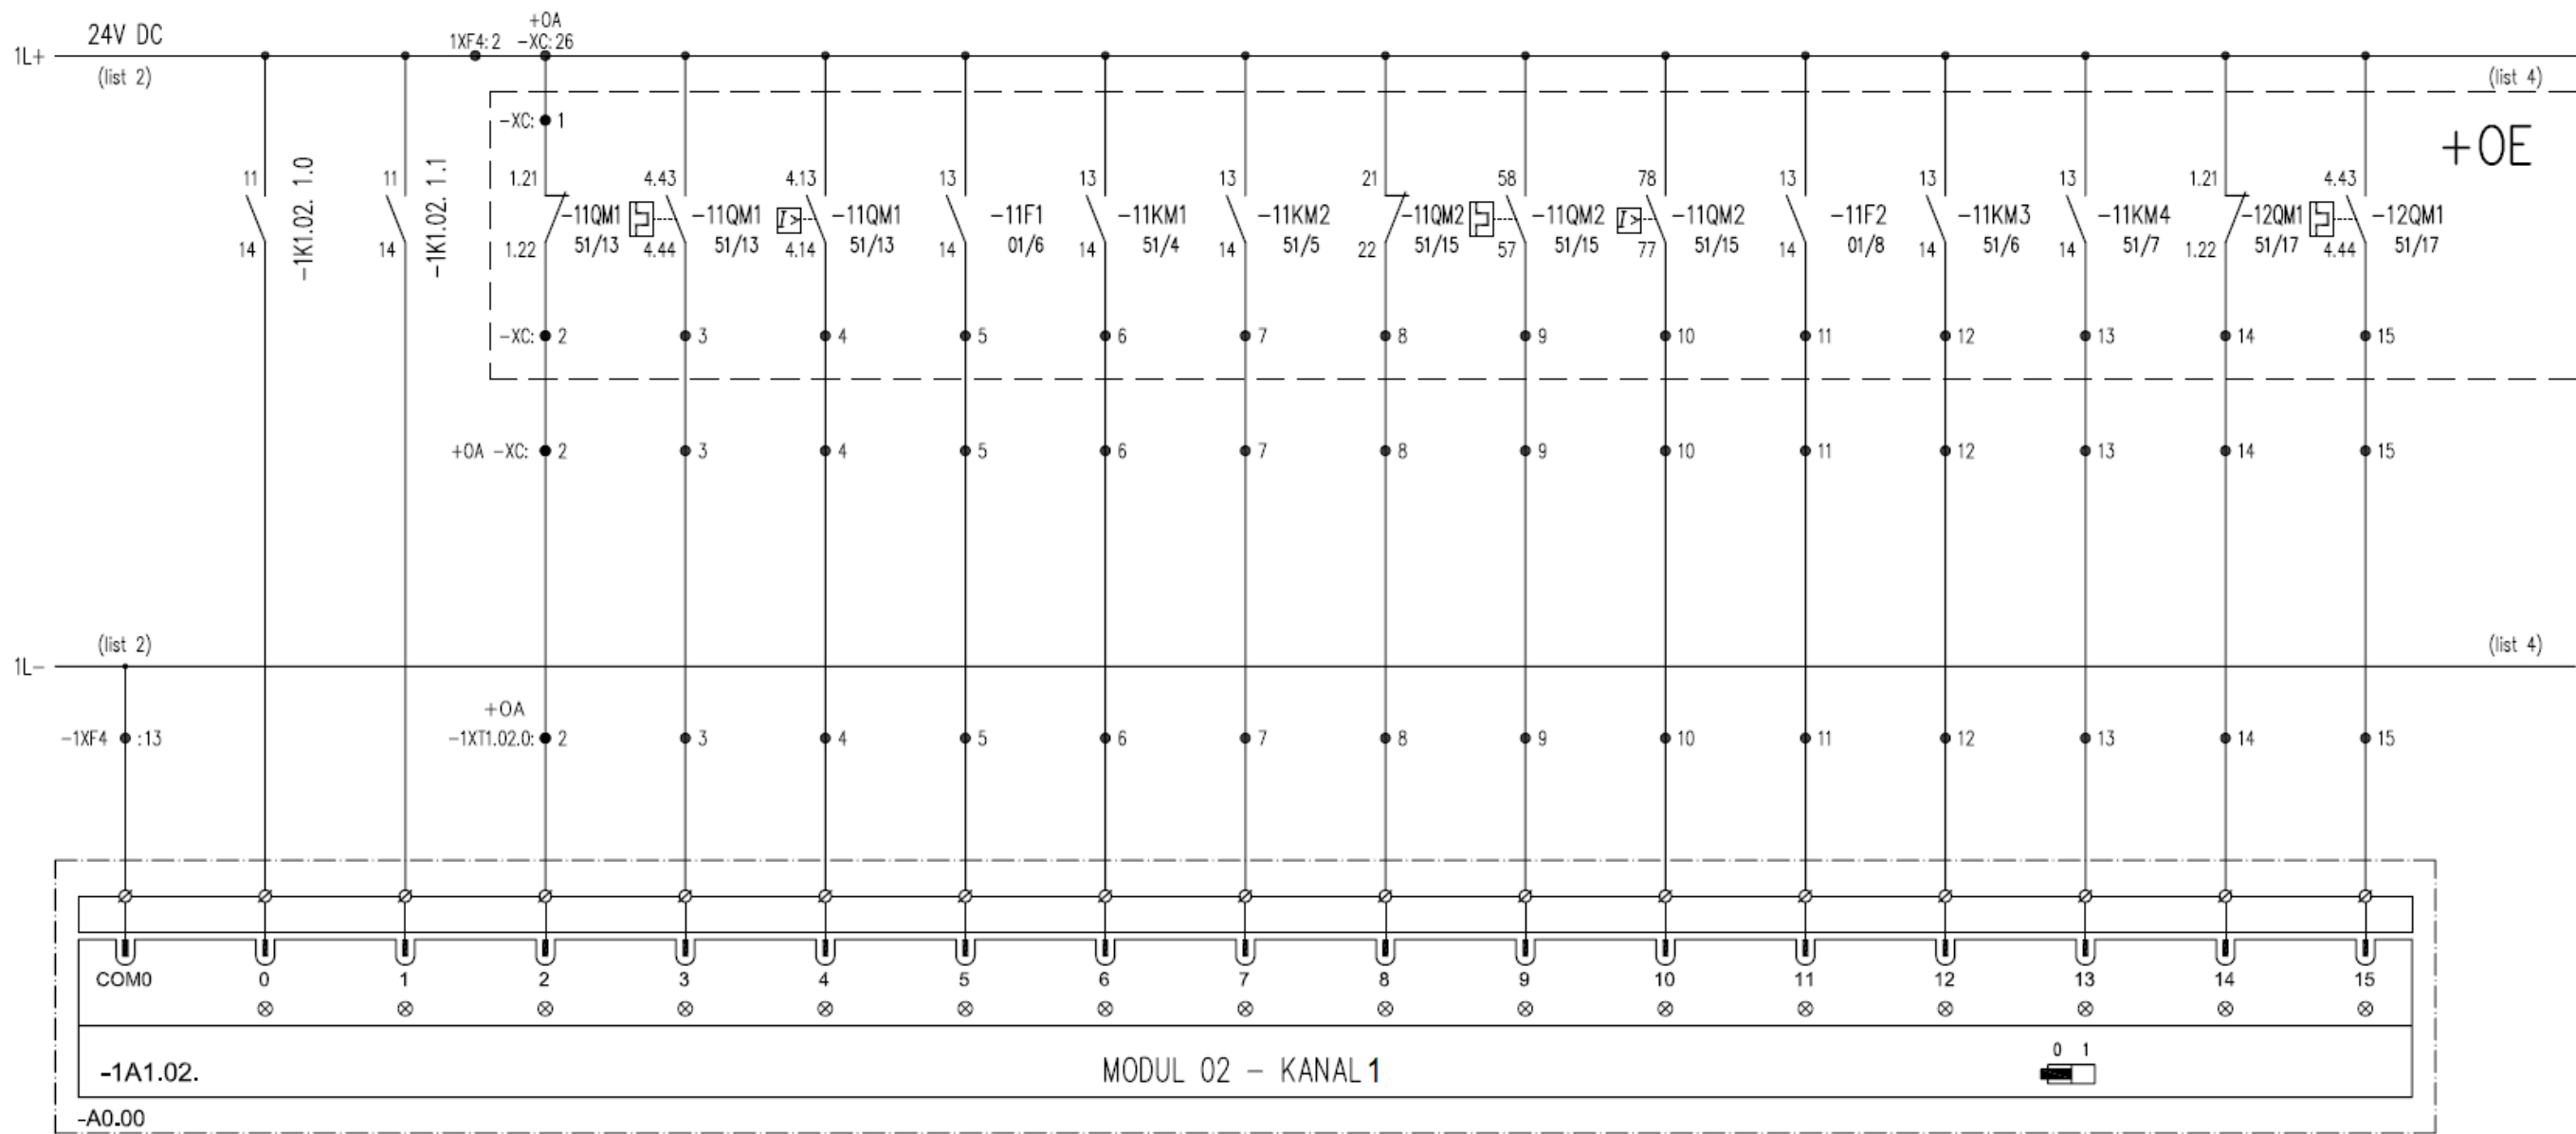 +OA
24V DC
1XF4:2 -XC:26
1L+
(list 2) (list 4)
-XC: 1
+OE
11 11 1.21 4.43 4.13 13 13 13 21 58 78 13 13 13 1.21 4.43
-1K1.02. 1.0
-1K1.02. 1.1
-11QM1 -11QM1 -11QM1 -11F1 -11KM1 -11KM2 -11QM2 -11QM2 -11QM2 -11F2 -11KM3 -11KM4 -12QM1 -12QM1
I> I>
51/13 51/13 51/13 01/6 51/4 51/5 51/15 51/15 51/15 01/8 51/6 51/7 51/17 51/17
14 14 1.22 4.44 4.14 14 14 14 22 57 77 14 14 14 1.22 4.44
-XC: 2 3 4 5 6 7 8 9 10 11 12 13 14 15
+OA -XC: 2 3 4 5 6 7 8 9 10 11 12 13 14 15
(list 2) (list 4)
1L-
+OA
-1XF4 :13 -1XT1.02.0: 2 3 4 5 6 7 8 9 10 11 12 13 14 15
COM0 0 1 2 3 4 5 6 7 8 9 10 11 12 13 14 15
0 1
-1A1.02. MODUL 02 - KANAL 1
-A0.00